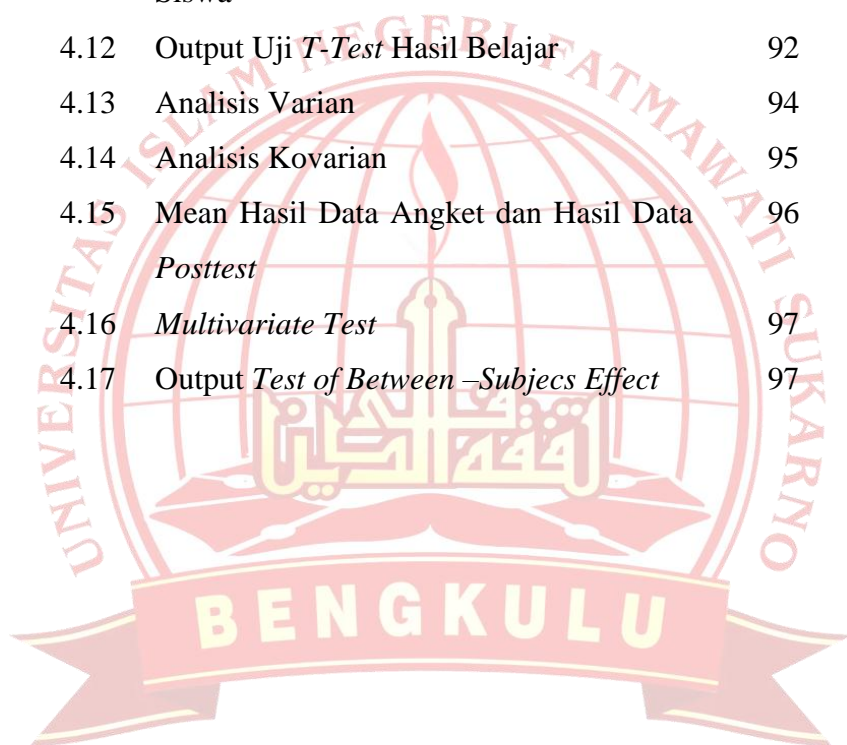 Siswa
4.12 Output Uji T-Test Hasil Belajar 92
4.13 Analisis Varian 94
4.14 Analisis Kovarian 95
4.15 Mean Hasil Data Angket dan Hasil Data 96
Posttest
4.16 Multivariate Test 97
4.17 Output Test of Between –Subjecs Effect 97
UNIVERSITAS ISLAM NEGERI FATMAWATI SUKARNO
BENGKULU